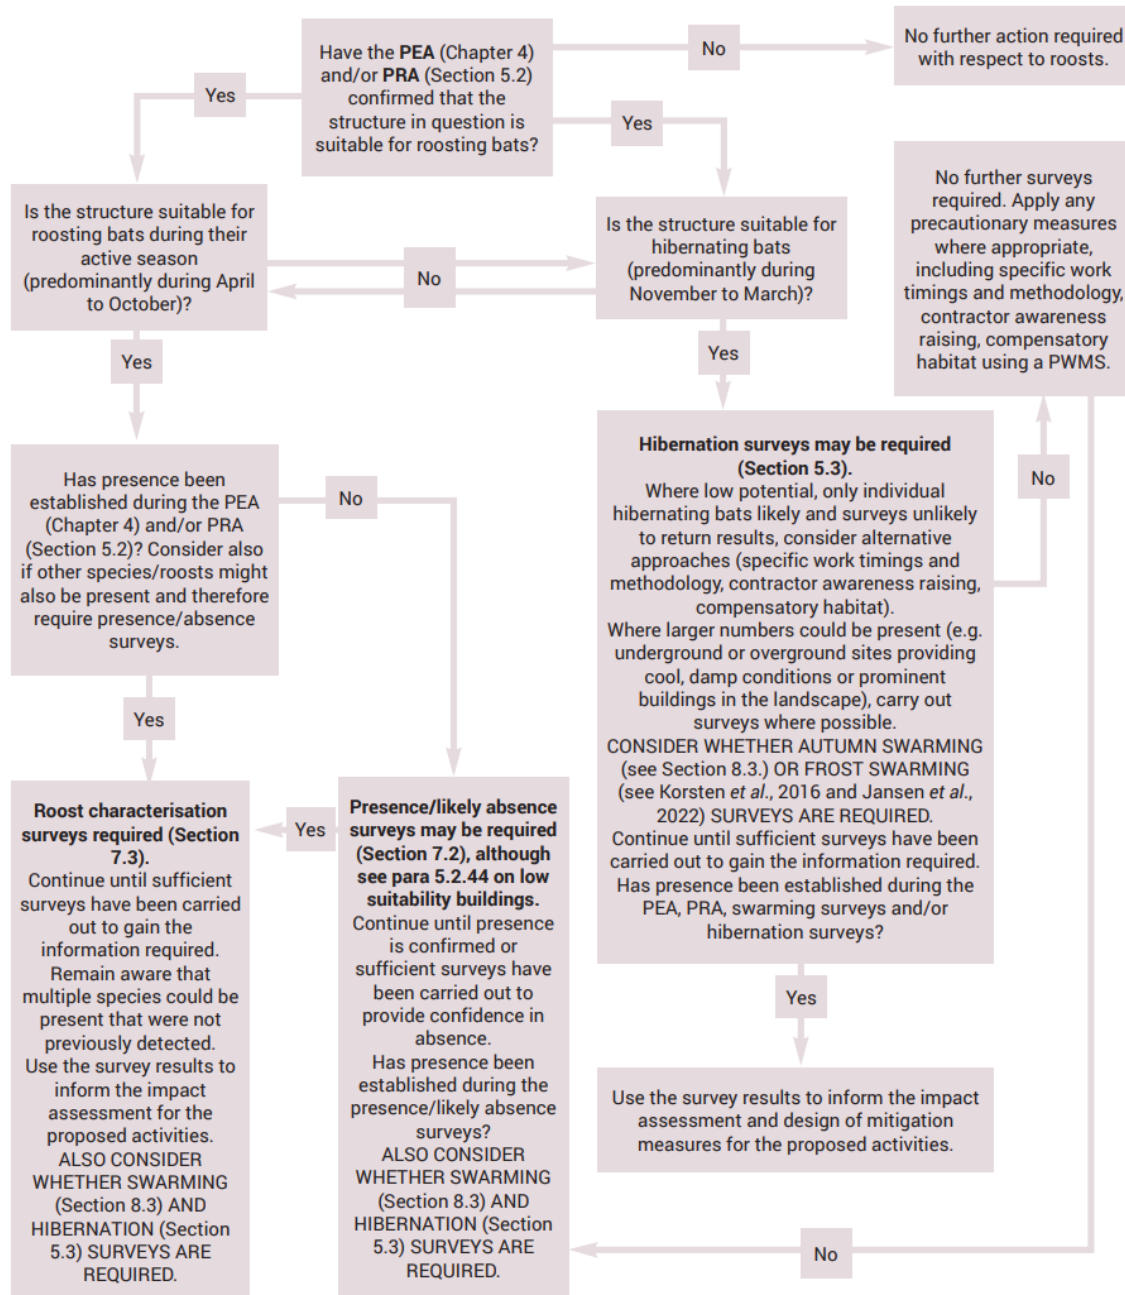 Have the PEA (Chapter 4)
and/or PRA (Section 5.2)
confirmed that the
structure in question is
suitable for roosting bats?
No
No further action required
with respect to roosts.
Yes
Yes
Is the structure suitable for
roosting bats during their
active season
(predominantly during April
to October)?
No
Is the structure suitable for
hibernating bats
(predominantly during
November to March)?
No further surveys
required. Apply any
precautionary measures
where appropriate,
including specific work
timings and methodology,
contractor awareness
raising, compensatory
habitat using a PWMS.
Yes
Yes
Has presence been
established during the PEA
(Chapter 4) and/or PRA
(Section 5.2)? Consider also
if other species/roosts might
also be present and therefore
require presence/absence
surveys.
No
Hibernation surveys may be required
(Section 5.3).
Where low potential, only individual
hibernating bats likely and surveys unlikely
to return results, consider alternative
approaches (specific work timings and
methodology, contractor awareness raising,
compensatory habitat).
Where larger numbers could be present (e.g.
underground or overground sites providing
cool, damp conditions or prominent
buildings in the landscape), carry out
surveys where possible.
CONSIDER WHETHER AUTUMN SWARMING
(see Section 8.3.) OR FROST SWARMING
(see Korsten et al., 2016 and Jansen et al.,
2022) SURVEYS ARE REQUIRED.
Continue until sufficient surveys have been
carried out to gain the information required.
Has presence been established during the
PEA, PRA, swarming surveys and/or
hibernation surveys?
No
Yes
Roost characterisation
surveys required (Section
7.3).
Continue until sufficient
surveys have been carried
out to gain the
information required.
Remain aware that
multiple species could be
present that were not
previously detected.
Use the survey results to
inform the impact
assessment for the
proposed activities.
ALSO CONSIDER
WHETHER SWARMING
(Section 8.3) AND
HIBERNATION (Section
5.3) SURVEYS ARE
REQUIRED.
Yes
Presence/likely absence
surveys may be required
(Section 7.2), although
see para 5.2.44 on low
suitability buildings.
Continue until presence
is confirmed or
sufficient surveys have
been carried out to
provide confidence in
absence.
Has presence been
established during the
presence/likely absence
surveys?
ALSO CONSIDER
WHETHER SWARMING
(Section 8.3) AND
HIBERNATION (Section
5.3) SURVEYS ARE
REQUIRED.
Yes
Use the survey results to inform the impact
assessment and design of mitigation
measures for the proposed activities.
No